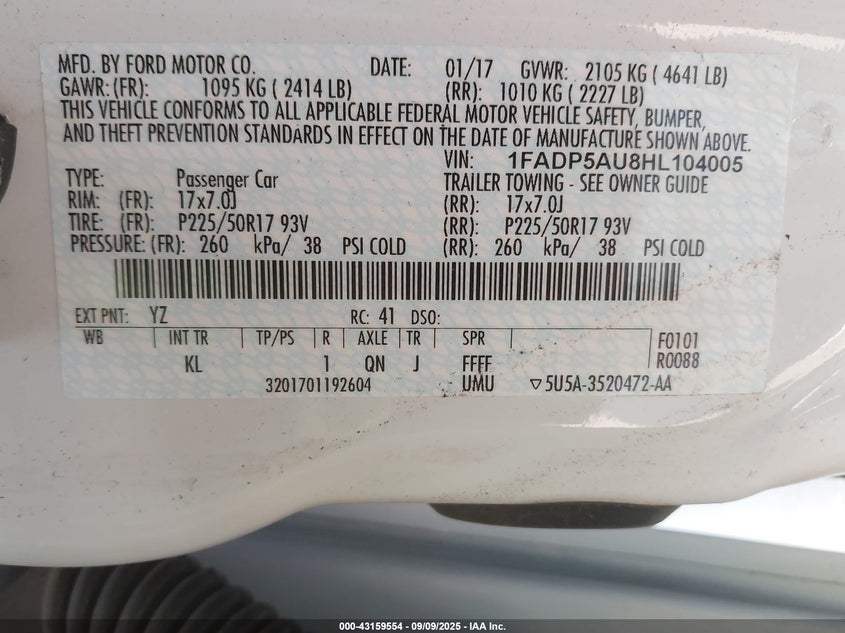 MFD. BY FORD MOTOR CO. DATE: 01/17 GVWR: 2105 KG ( 4641 LB)
GAWR: (FR): 1095 KG ( 2414 LB) (RR): 1010 KG ( 2227 LB)
THIS VEHICLE CONFORMS TO ALL APPLICABLE FEDERAL MOTOR VEHICLE SAFETY, BUMPER,
AND THEFT PREVENTION STANDARDS IN EFFECT ON THE DATE OF MANUFACTURE SHOWN ABOVE.
VIN: 1FADP5AU8HL104005
TYPE: Passenger Car TRAILER TOWING - SEE OWNER GUIDE
RIM: (FR): 17x7.0J (RR): 17x7.0J
TIRE: (FR): P225/50R17 93V (RR): P225/50R17 93V
PRESSURE: (FR): 260 kPa/ 38 PSI COLD (RR): 260 kPa/ 38 PSI COLD
EXT PNT: YZ RC: 41 DSO:
WB INT TR TP/PS R AXLE TR SPR F0101
KL 1 QN J FFFF R0088
3201701192604 UMU ▽5U5A-3520472-AA
000-43159554 / 09/09/2025 - IAA Inc.